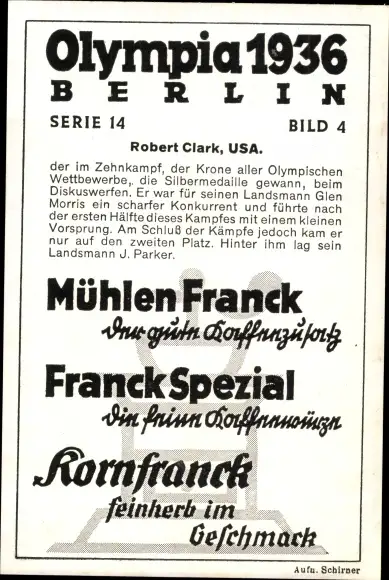 Olympia 1936
BERLIN
SERIE 14 BILD 4
Robert Clark, USA.
der im Zehnkampf, der Krone aller Olympischen
Wettbewerbe, die Silbermedaille gewann, beim
Diskuswerfen. Er war für seinen Landsmann Glen
Morris ein scharfer Konkurrent und führte nach
der ersten Hälfte dieses Kampfes mit einem kleinen
Vorsprung. Am Schluß der Kämpfe jedoch kam er
nur auf den zweiten Platz. Hinter ihm lag sein
Landsmann J. Parker.
Mühlen Franck
der gute Kaffeezusatz
Franck Spezial
die feine Kaffeewürze
Kornfranck
feinherb im
Geschmack
Aufn. Schirner